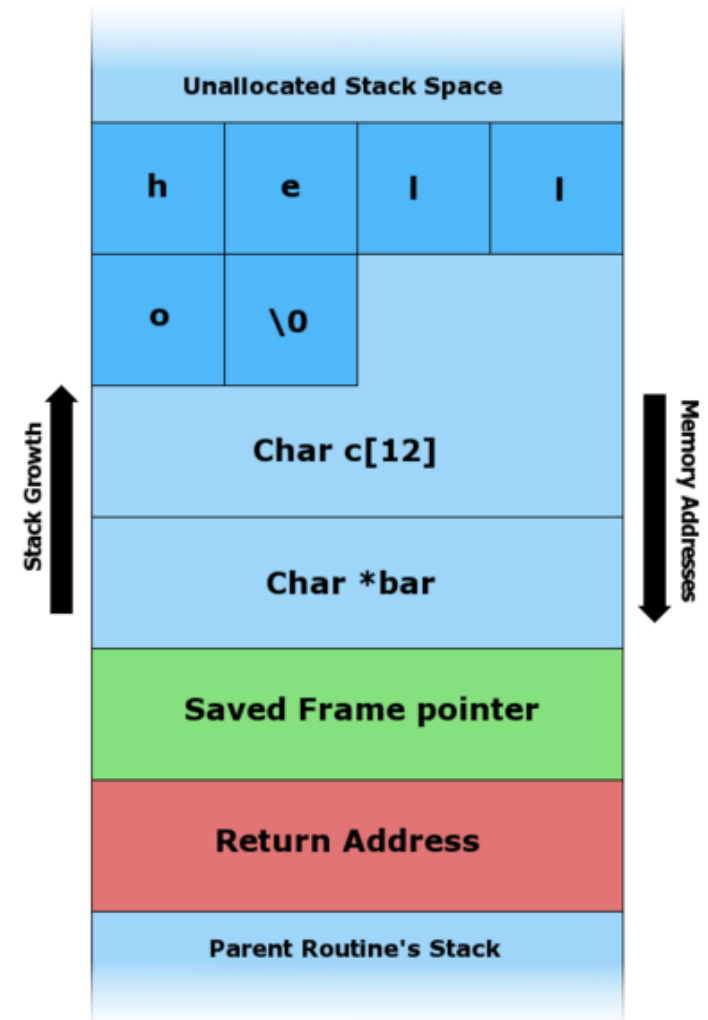 Unallocated Stack Space
h e l l
o \0
Char c[12]
Stack Growth
Memory Addresses
Char *bar
Saved Frame pointer
Return Address
Parent Routine's Stack